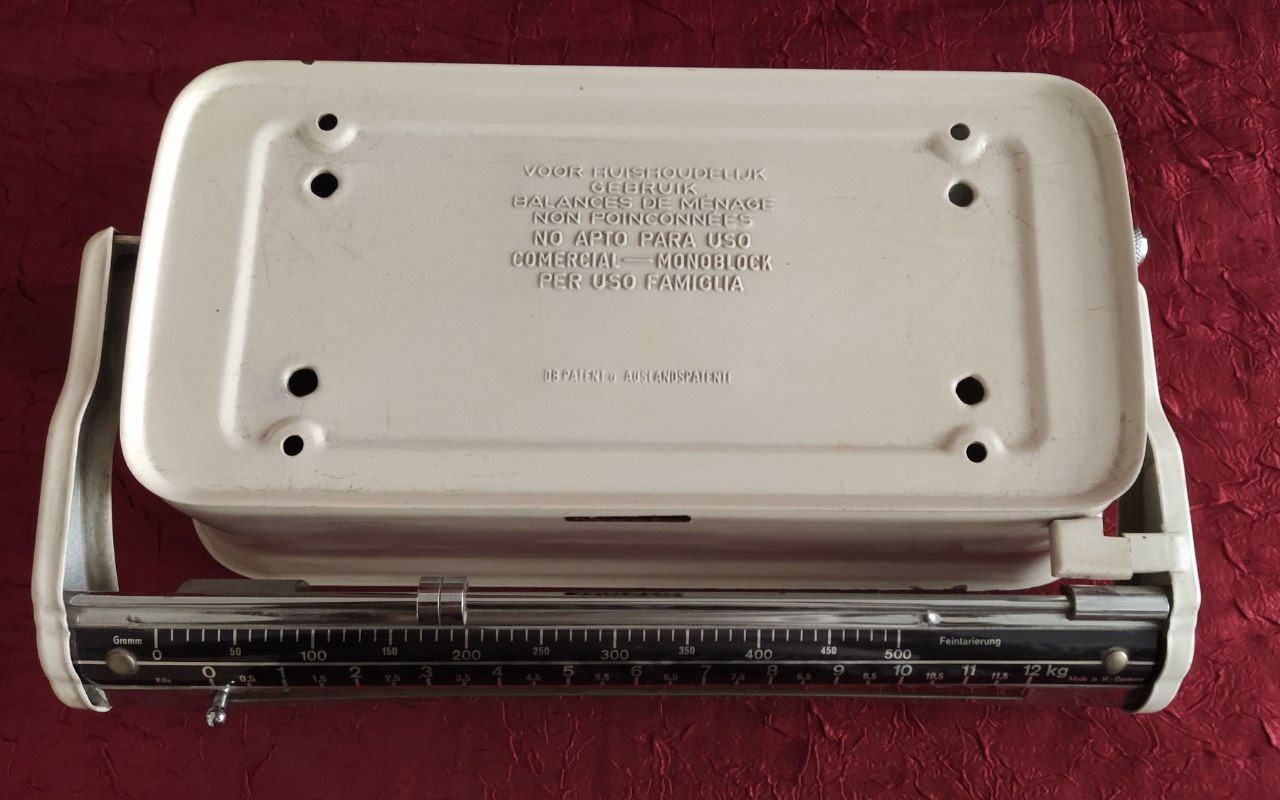 VOOR HUISHOUDELIJK
GEBRUIK
BALANCES DE MÉNAGE
NON POINCONNÉES
NO APTO PARA USO
COMERCIAL — MONOBLOCK
PER USO FAMIGLIA
DB PATENT u. AUSLANDSPATENTE
Gramm 0 50 100 150 200 250 300 350 400 450 500 Feintarierung
Kilo 0 0,5 1 1,5 2 2,5 3 3,5 4 4,5 5 5,5 6 6,5 7 7,5 8 8,5 9 9,5 10 10,5 11 11,5 12 kg Made in W.-Germany